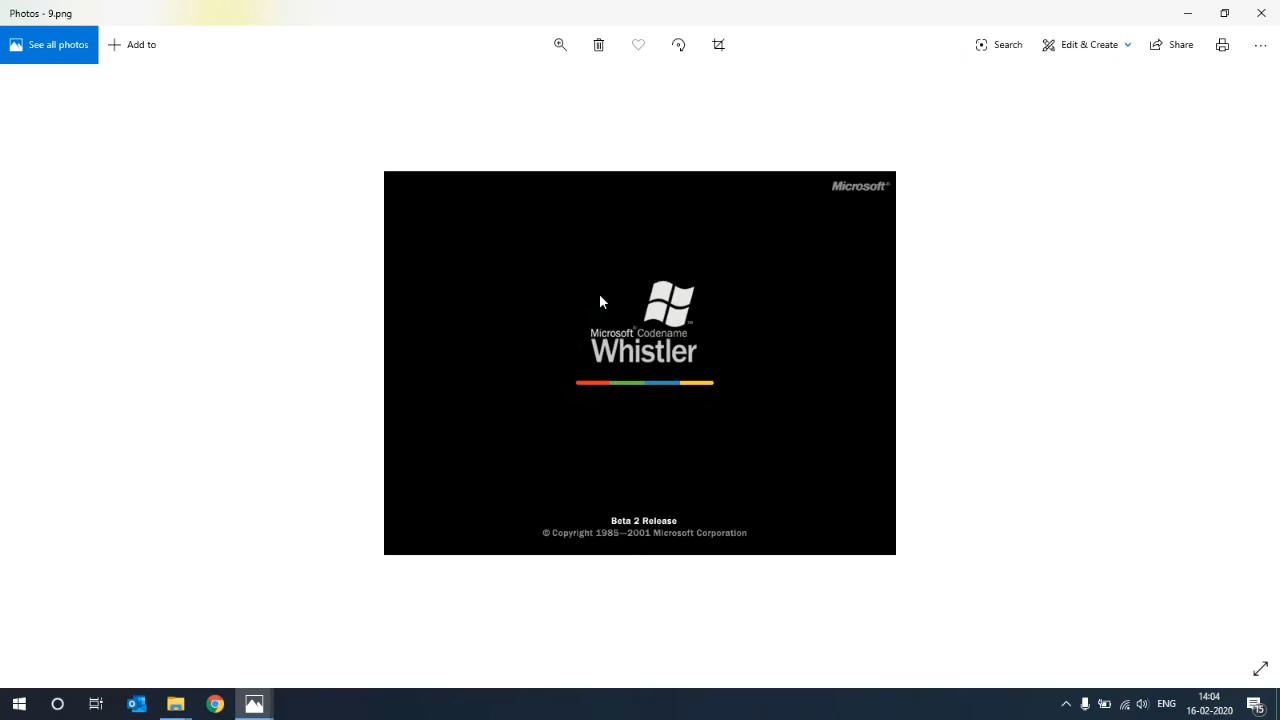 Photos - 9.png
See all photos
Add to
Search
Edit & Create
Share
Microsoft®
Microsoft® Codename
Whistler
Beta 2 Release
© Copyright 1985—2001 Microsoft Corporation
ENG
14:04
16-02-2020
15